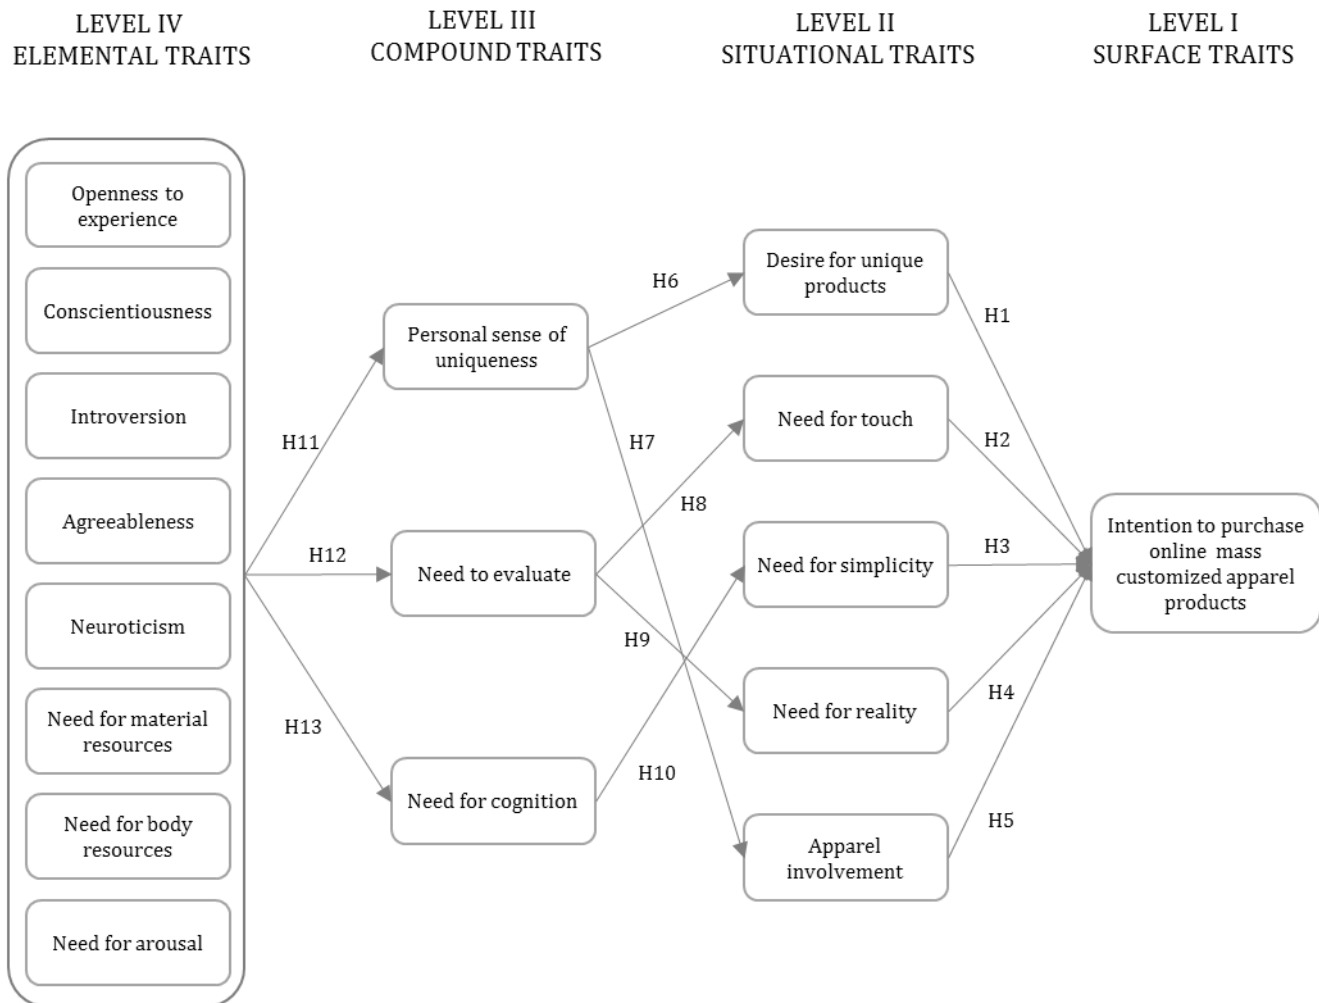 LEVEL IV
ELEMENTAL TRAITS
LEVEL III
COMPOUND TRAITS
LEVEL II
SITUATIONAL TRAITS
LEVEL I
SURFACE TRAITS
Openness to
experience
Conscientiousness
Introversion
Agreeableness
Neuroticism
Need for material
resources
Need for body
resources
Need for arousal
H11
H12
H13
Personal sense of
uniqueness
Need to evaluate
Need for cognition
H6
H7
H8
H9
H10
Desire for unique
products
Need for touch
Need for simplicity
Need for reality
Apparel
involvement
H1
H2
H3
H4
H5
Intention to purchase
online mass
customized apparel
products